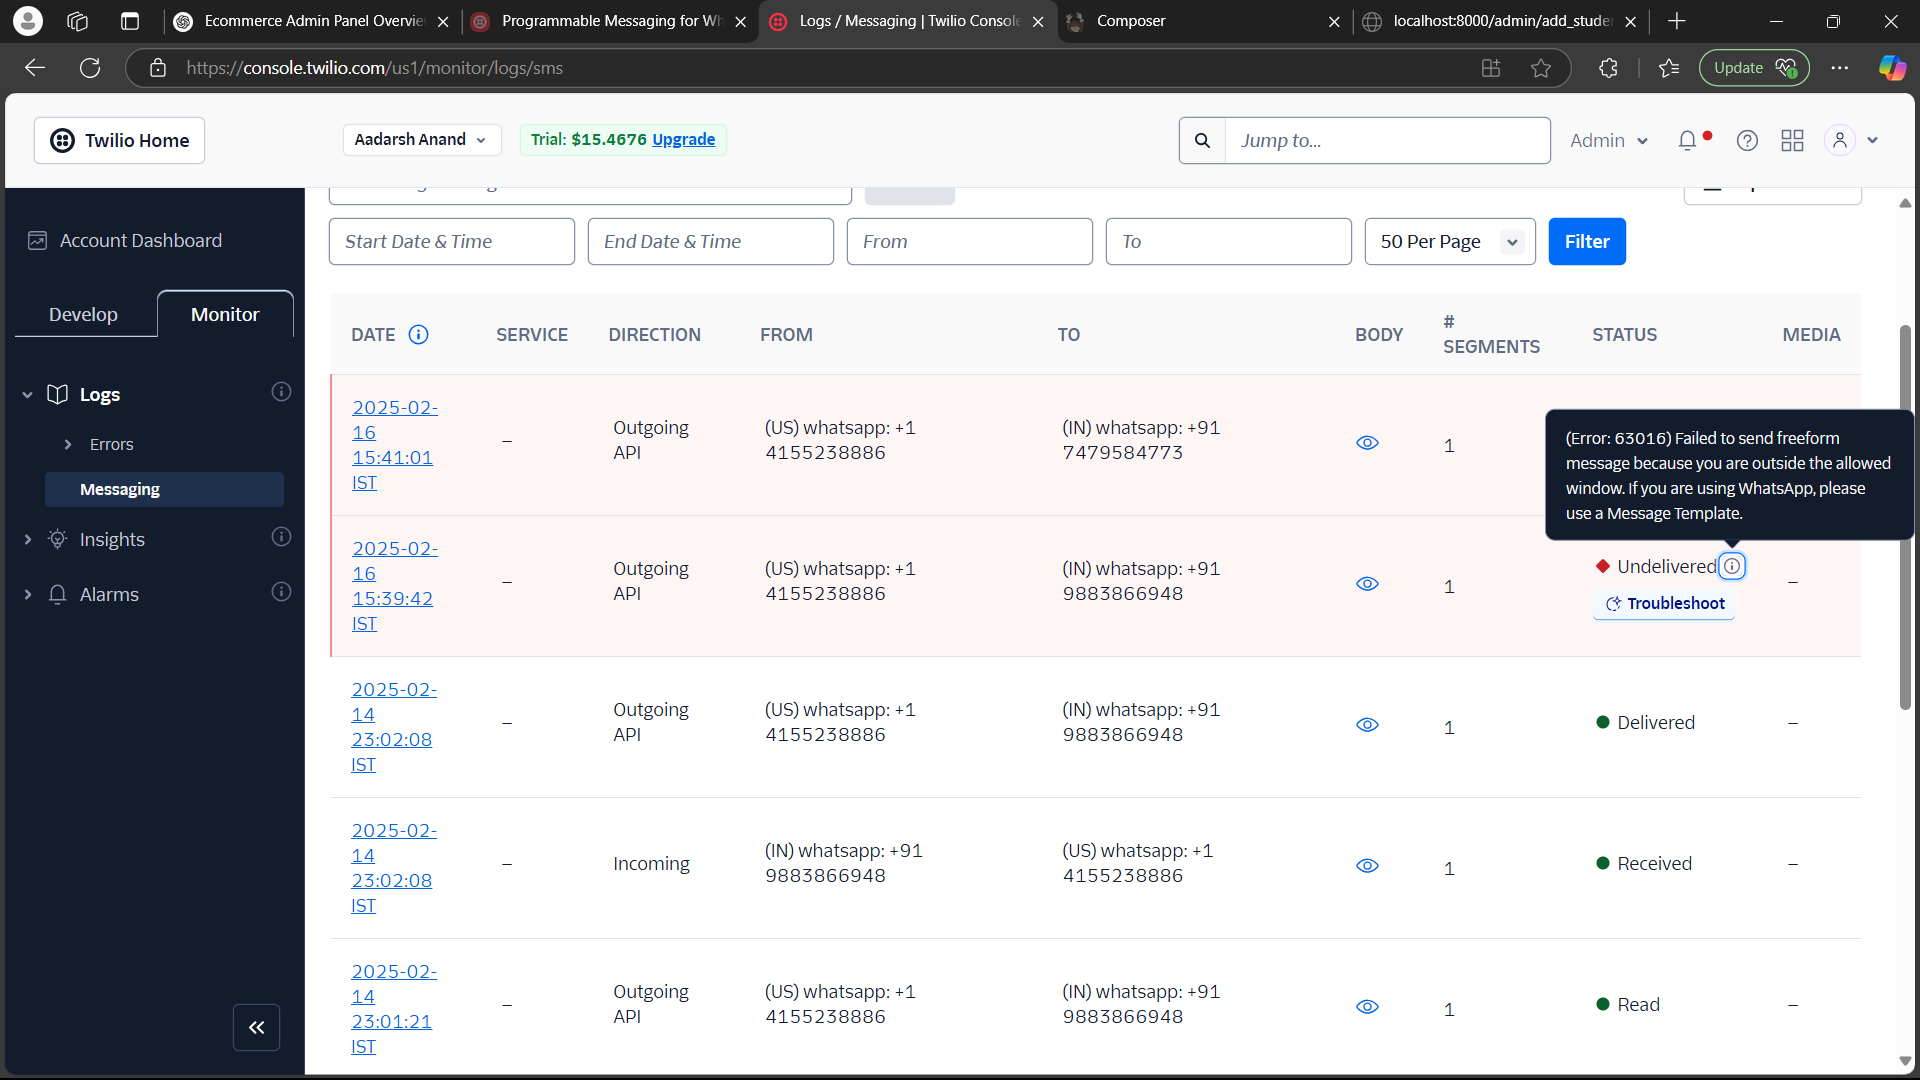 Ecommerce Admin Panel Overvie
Programmable Messaging for Wh
Logs / Messaging | Twilio Console
Composer
localhost:8000/admin/add_stude
https://console.twilio.com/us1/monitor/logs/sms
Update
Twilio Home
Aadarsh Anand
Trial: $15.4676 Upgrade
Jump to...
Admin
Account Dashboard
Develop
Monitor
Logs
Errors
Messaging
Insights
Alarms
Start Date & Time
End Date & Time
From
To
50 Per Page
Filter
DATE
SERVICE
DIRECTION
FROM
TO
BODY
#
SEGMENTS
STATUS
MEDIA
2025-02-
16
15:41:01
IST
–
Outgoing
API
(US) whatsapp: +1
4155238886
(IN) whatsapp: +91
7479584773
1
(Error: 63016) Failed to send freeform
message because you are outside the allowed
window. If you are using WhatsApp, please
use a Message Template.
2025-02-
16
15:39:42
IST
–
Outgoing
API
(US) whatsapp: +1
4155238886
(IN) whatsapp: +91
9883866948
1
Undelivered
Troubleshoot
–
2025-02-
14
23:02:08
IST
–
Outgoing
API
(US) whatsapp: +1
4155238886
(IN) whatsapp: +91
9883866948
1
Delivered
–
2025-02-
14
23:02:08
IST
–
Incoming
(IN) whatsapp: +91
9883866948
(US) whatsapp: +1
4155238886
1
Received
–
2025-02-
14
23:01:21
IST
–
Outgoing
API
(US) whatsapp: +1
4155238886
(IN) whatsapp: +91
9883866948
1
Read
–